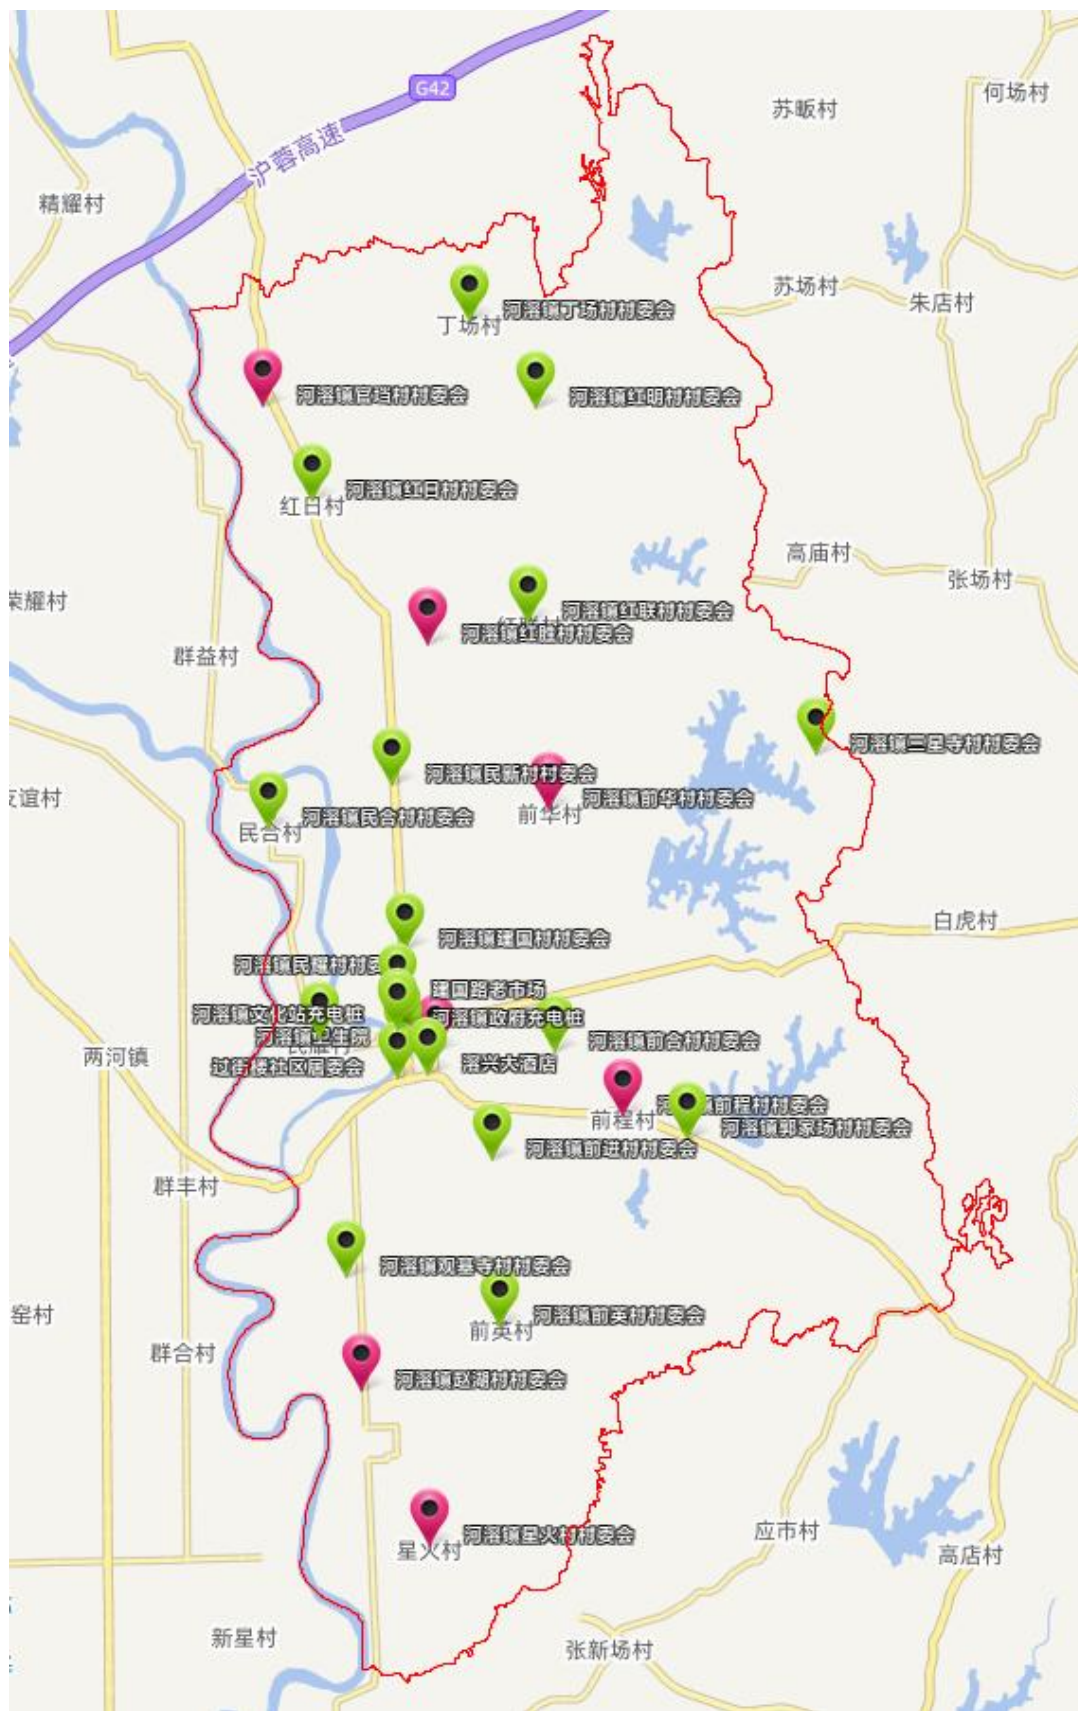 G42
沪蓉高速
苏畈村
何场村
精耀村
苏场村
朱店村
河溶镇丁场村村委会
丁场村
河溶镇官垱村村委会
河溶镇红明村村委会
河溶镇红日村村委会
红日村
高庙村
张场村
荣耀村
河溶镇红联村村委会
河溶镇红胜村村委会
群益村
河溶镇三星寺村村委会
河溶镇民新村村委会
河溶镇前华村村委会
友谊村
前华村
河溶镇民合村村委会
民合村
白虎村
河溶镇建国村村委会
河溶镇民耀村村委
建国路老市场
河溶镇文化站充电桩
河溶镇政府充电桩
河溶镇卫生院
河溶镇前合村村委会
两河镇
过街楼社区居委会
溶兴大酒店
镇前程村村委会
前程村
河溶镇郭家场村村委会
河溶镇前进村村委会
群丰村
河溶镇观基寺村村委会
窑村
河溶镇前英村村委会
前英村
群合村
河溶镇赵湖村村委会
河溶镇星火村村委会
星火村
应市村
高店村
新星村
张新场村